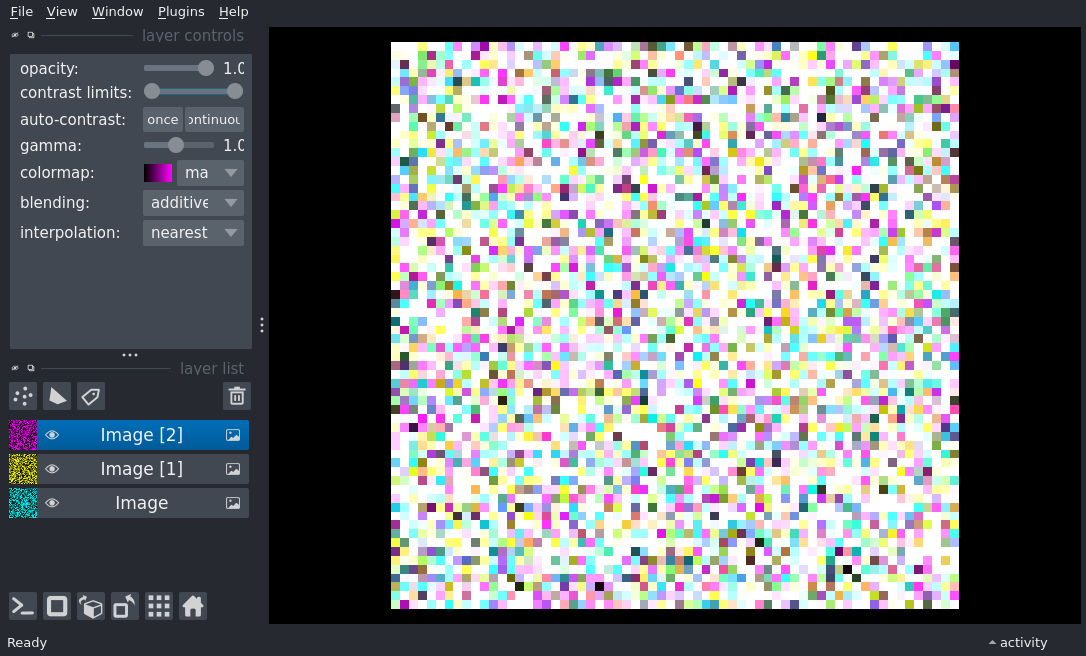 File View Window Plugins Help
layer controls
opacity: 1.0
contrast limits:
auto-contrast: once ontinuou
gamma: 1.0
colormap: ma
blending: additive
interpolation: nearest
layer list
Image [2]
Image [1]
Image
Ready activity